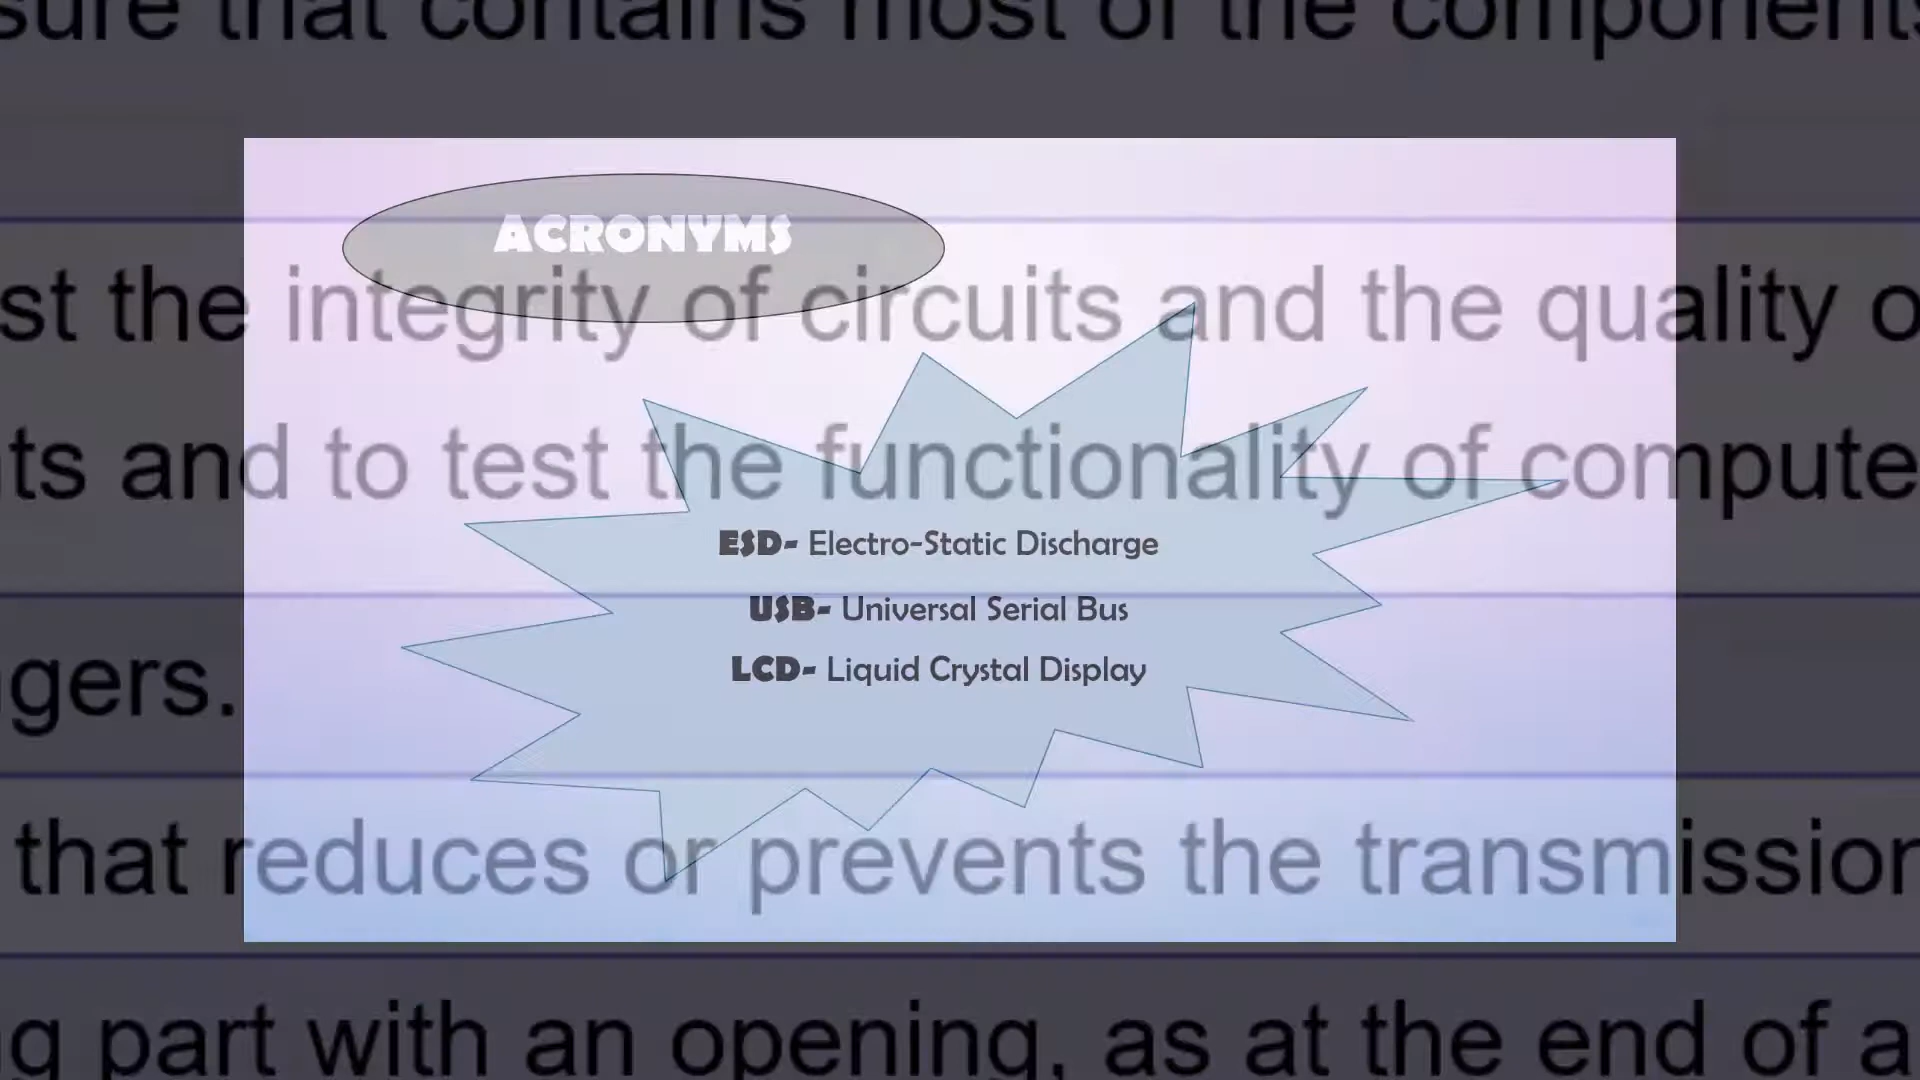 sure that contains most of the components
ACRONYMS
st the integrity of circuits and the quality o
ts and to test the functionality of compute
ESD- Electro-Static Discharge
USB- Universal Serial Bus
LCD- Liquid Crystal Display
gers.
that reduces or prevents the transmission
g part with an opening, as at the end of a